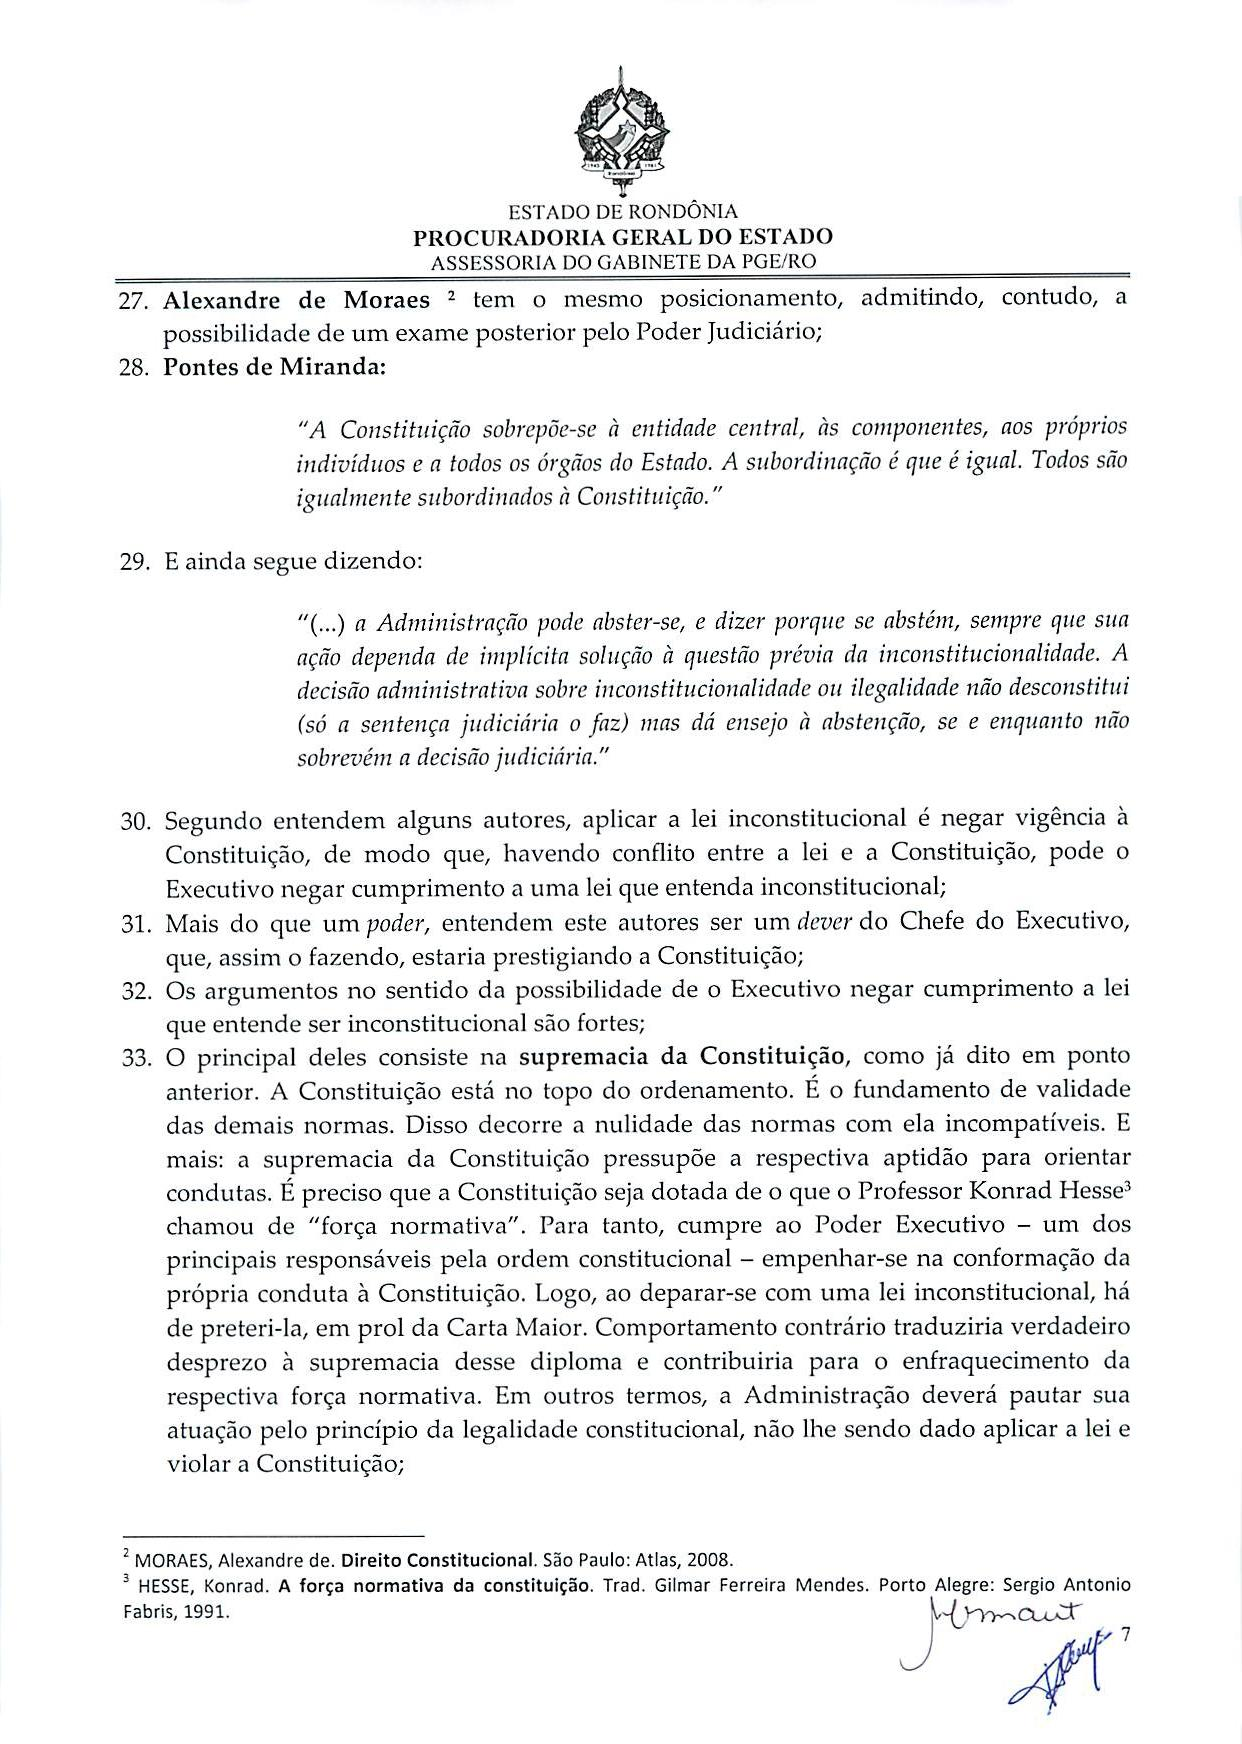 ESTADO DE RONDÔNIA
PROCURADORIA GERAL DO ESTADO
ASSESSORIA DO GABINETE DA PGE/RO
27. Alexandre de Moraes ² tem o mesmo posicionamento, admitindo, contudo, a
possibilidade de um exame posterior pelo Poder Judiciário;
28. Pontes de Miranda:
"A Constituição sobrepõe-se à entidade central, às componentes, aos próprios
indivíduos e a todos os órgãos do Estado. A subordinação é que é igual. Todos são
igualmente subordinados à Constituição."
29. E ainda segue dizendo:
"(...) a Administração pode abster-se, e dizer porque se abstém, sempre que sua
ação dependa de implícita solução à questão prévia da inconstitucionalidade. A
decisão administrativa sobre inconstitucionalidade ou ilegalidade não desconstitui
(só a sentença judiciária o faz) mas dá ensejo à abstenção, se e enquanto não
sobrevém a decisão judiciária."
30. Segundo entendem alguns autores, aplicar a lei inconstitucional é negar vigência à
Constituição, de modo que, havendo conflito entre a lei e a Constituição, pode o
Executivo negar cumprimento a uma lei que entenda inconstitucional;
31. Mais do que um poder, entendem este autores ser um dever do Chefe do Executivo,
que, assim o fazendo, estaria prestigiando a Constituição;
32. Os argumentos no sentido da possibilidade de o Executivo negar cumprimento a lei
que entende ser inconstitucional são fortes;
33. O principal deles consiste na supremacia da Constituição, como já dito em ponto
anterior. A Constituição está no topo do ordenamento. É o fundamento de validade
das demais normas. Disso decorre a nulidade das normas com ela incompatíveis. E
mais: a supremacia da Constituição pressupõe a respectiva aptidão para orientar
condutas. É preciso que a Constituição seja dotada de o que o Professor Konrad Hesse³
chamou de "força normativa". Para tanto, cumpre ao Poder Executivo – um dos
principais responsáveis pela ordem constitucional – empenhar-se na conformação da
própria conduta à Constituição. Logo, ao deparar-se com uma lei inconstitucional, há
de preteri-la, em prol da Carta Maior. Comportamento contrário traduziria verdadeiro
desprezo à supremacia desse diploma e contribuiria para o enfraquecimento da
respectiva força normativa. Em outros termos, a Administração deverá pautar sua
atuação pelo princípio da legalidade constitucional, não lhe sendo dado aplicar a lei e
violar a Constituição;
² MORAES, Alexandre de. Direito Constitucional. São Paulo: Atlas, 2008.
³ HESSE, Konrad. A força normativa da constituição. Trad. Gilmar Ferreira Mendes. Porto Alegre: Sergio Antonio
Fabris, 1991.
7